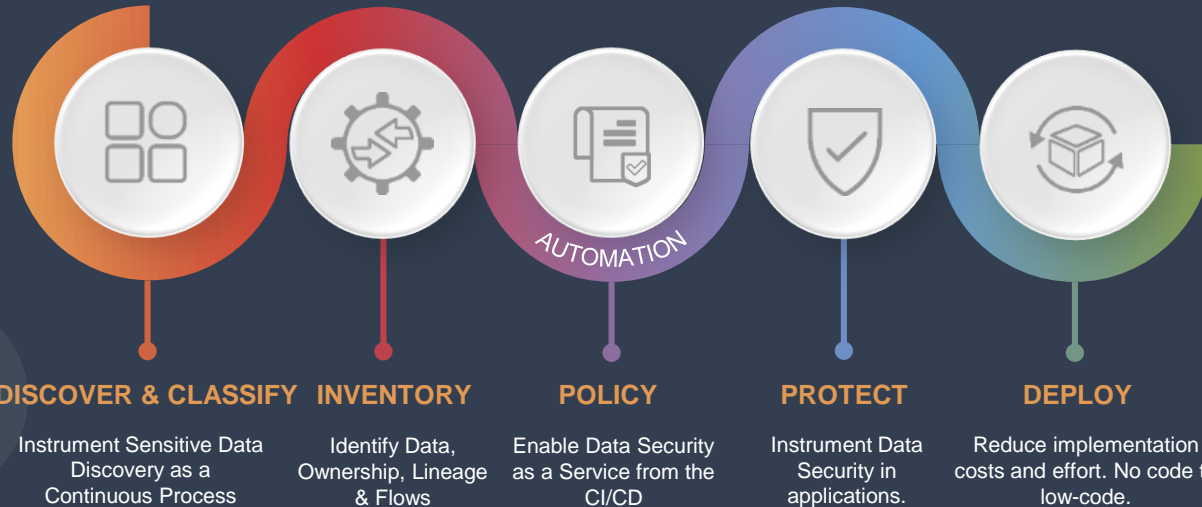 AUTOMATION
DISCOVER & CLASSIFY
Instrument Sensitive Data
Discovery as a
Continuous Process
INVENTORY
Identify Data,
Ownership, Lineage
& Flows
POLICY
Enable Data Security
as a Service from the
CI/CD
PROTECT
Instrument Data
Security in
applications.
DEPLOY
Reduce implementation
costs and effort. No code t
low-code.